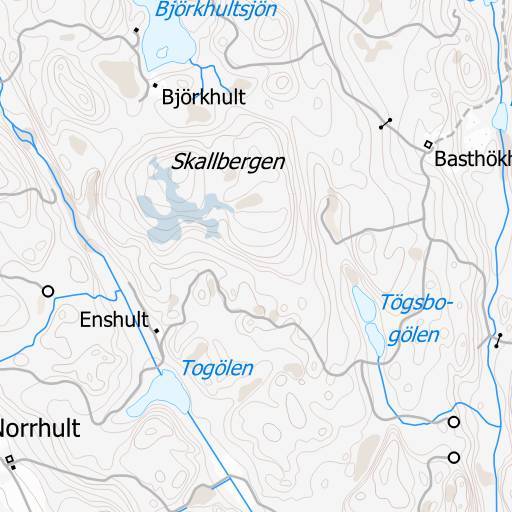 Björkhultsjön
Björkhult
Skallbergen
Basthökh
Tögsbo-
gölen
Enshult
Togölen
Norrhult